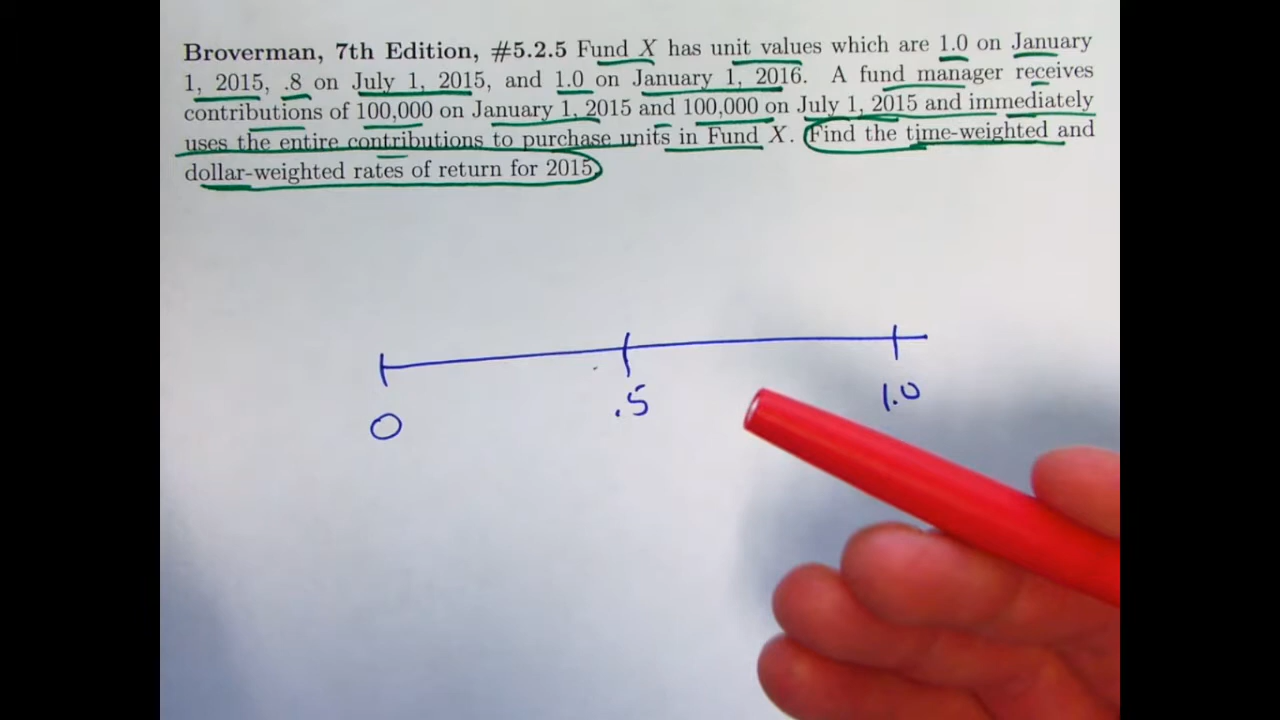 Broverman, 7th Edition, #5.2.5 Fund X has unit values which are 1.0 on January
1, 2015, .8 on July 1, 2015, and 1.0 on January 1, 2016. A fund manager receives
contributions of 100,000 on January 1, 2015 and 100,000 on July 1, 2015 and immediately
uses the entire contributions to purchase units in Fund X. Find the time-weighted and
dollar-weighted rates of return for 2015.
0 .5 1.0